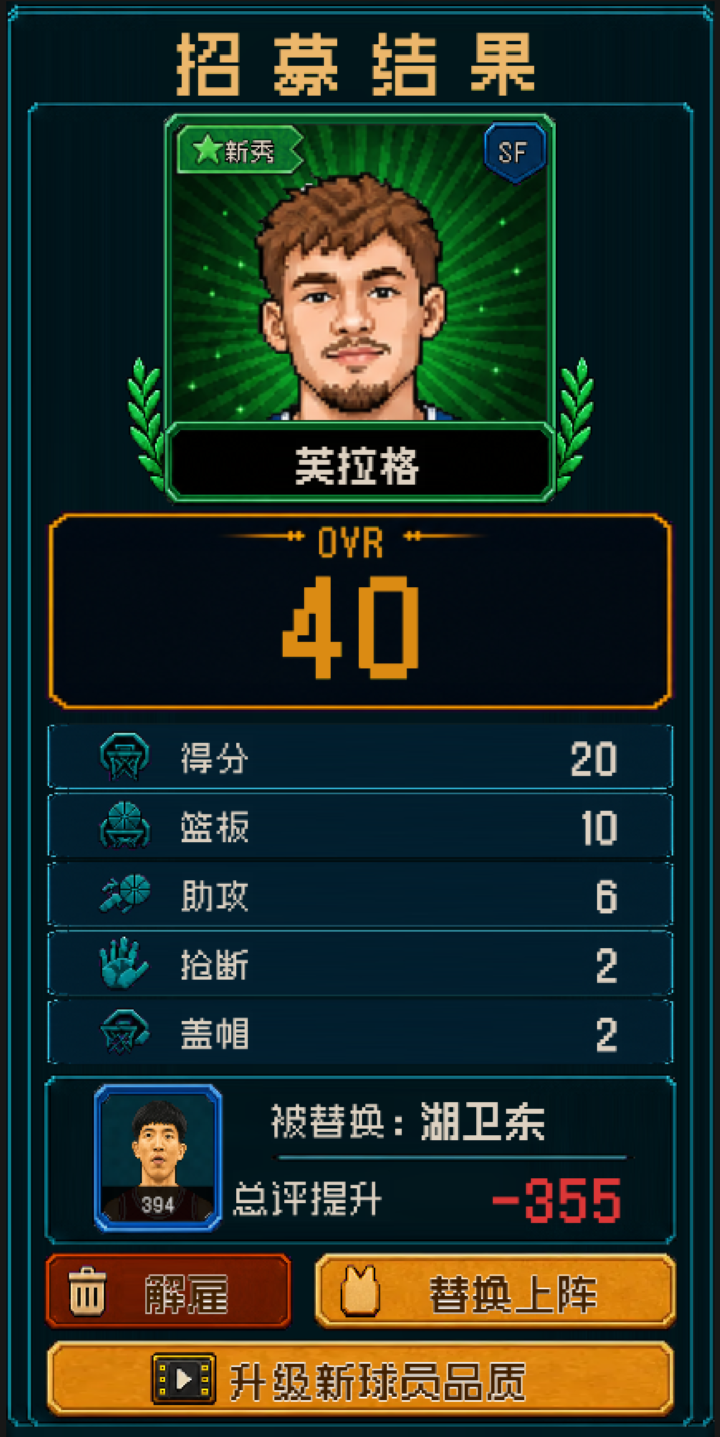 招募结果
新秀
SF
芙拉格
OVR
40
得分 20
篮板 10
助攻 6
抢断 2
盖帽 2
被替换：湖卫东
394
总评提升 -355
解雇
替换上阵
升级新球员品质